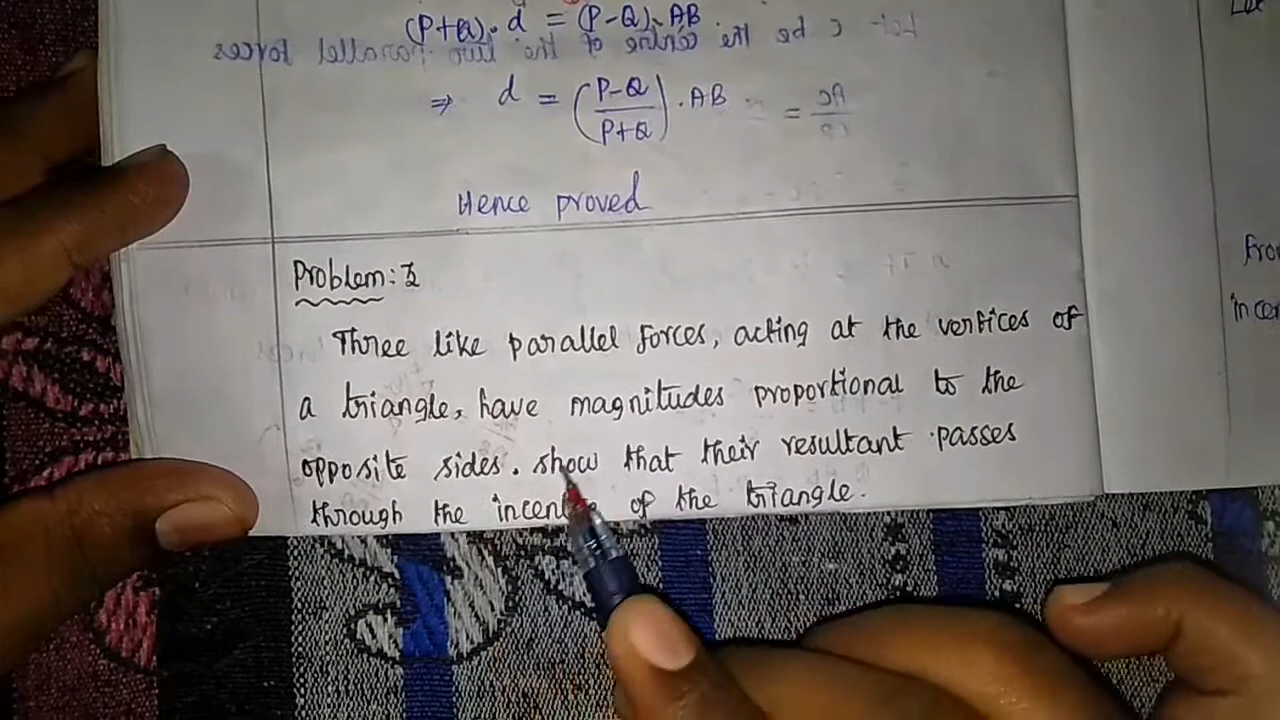 (P+Q). d = (P-Q). AB
⇒ d = (P-Q/P+Q) . AB
Hence proved
Problem: 3
Three like parallel forces, acting at the vertices of
a triangle, have magnitudes proportional to the
opposite sides. show that their resultant passes
through the incentre of the triangle.